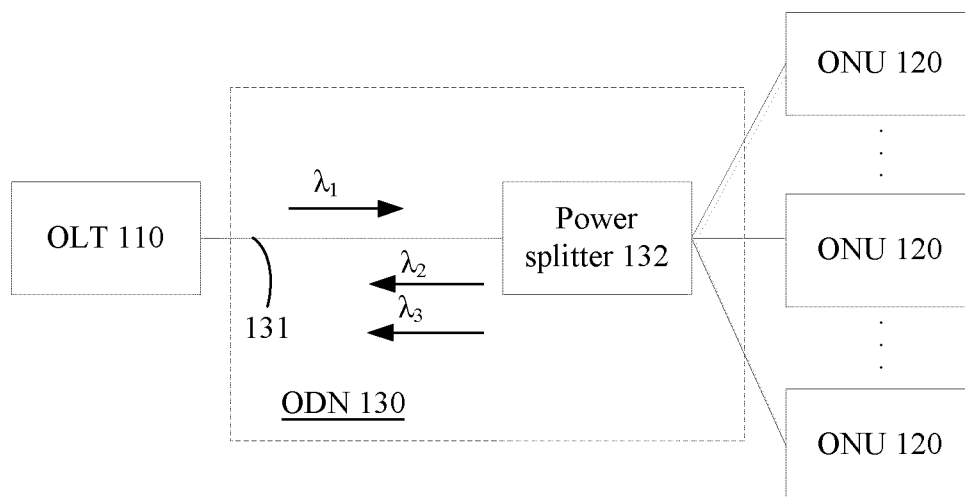 ONU 120
λ1
OLT 110
Power
splitter 132
ONU 120
λ2
131
λ3
ODN 130
ONU 120